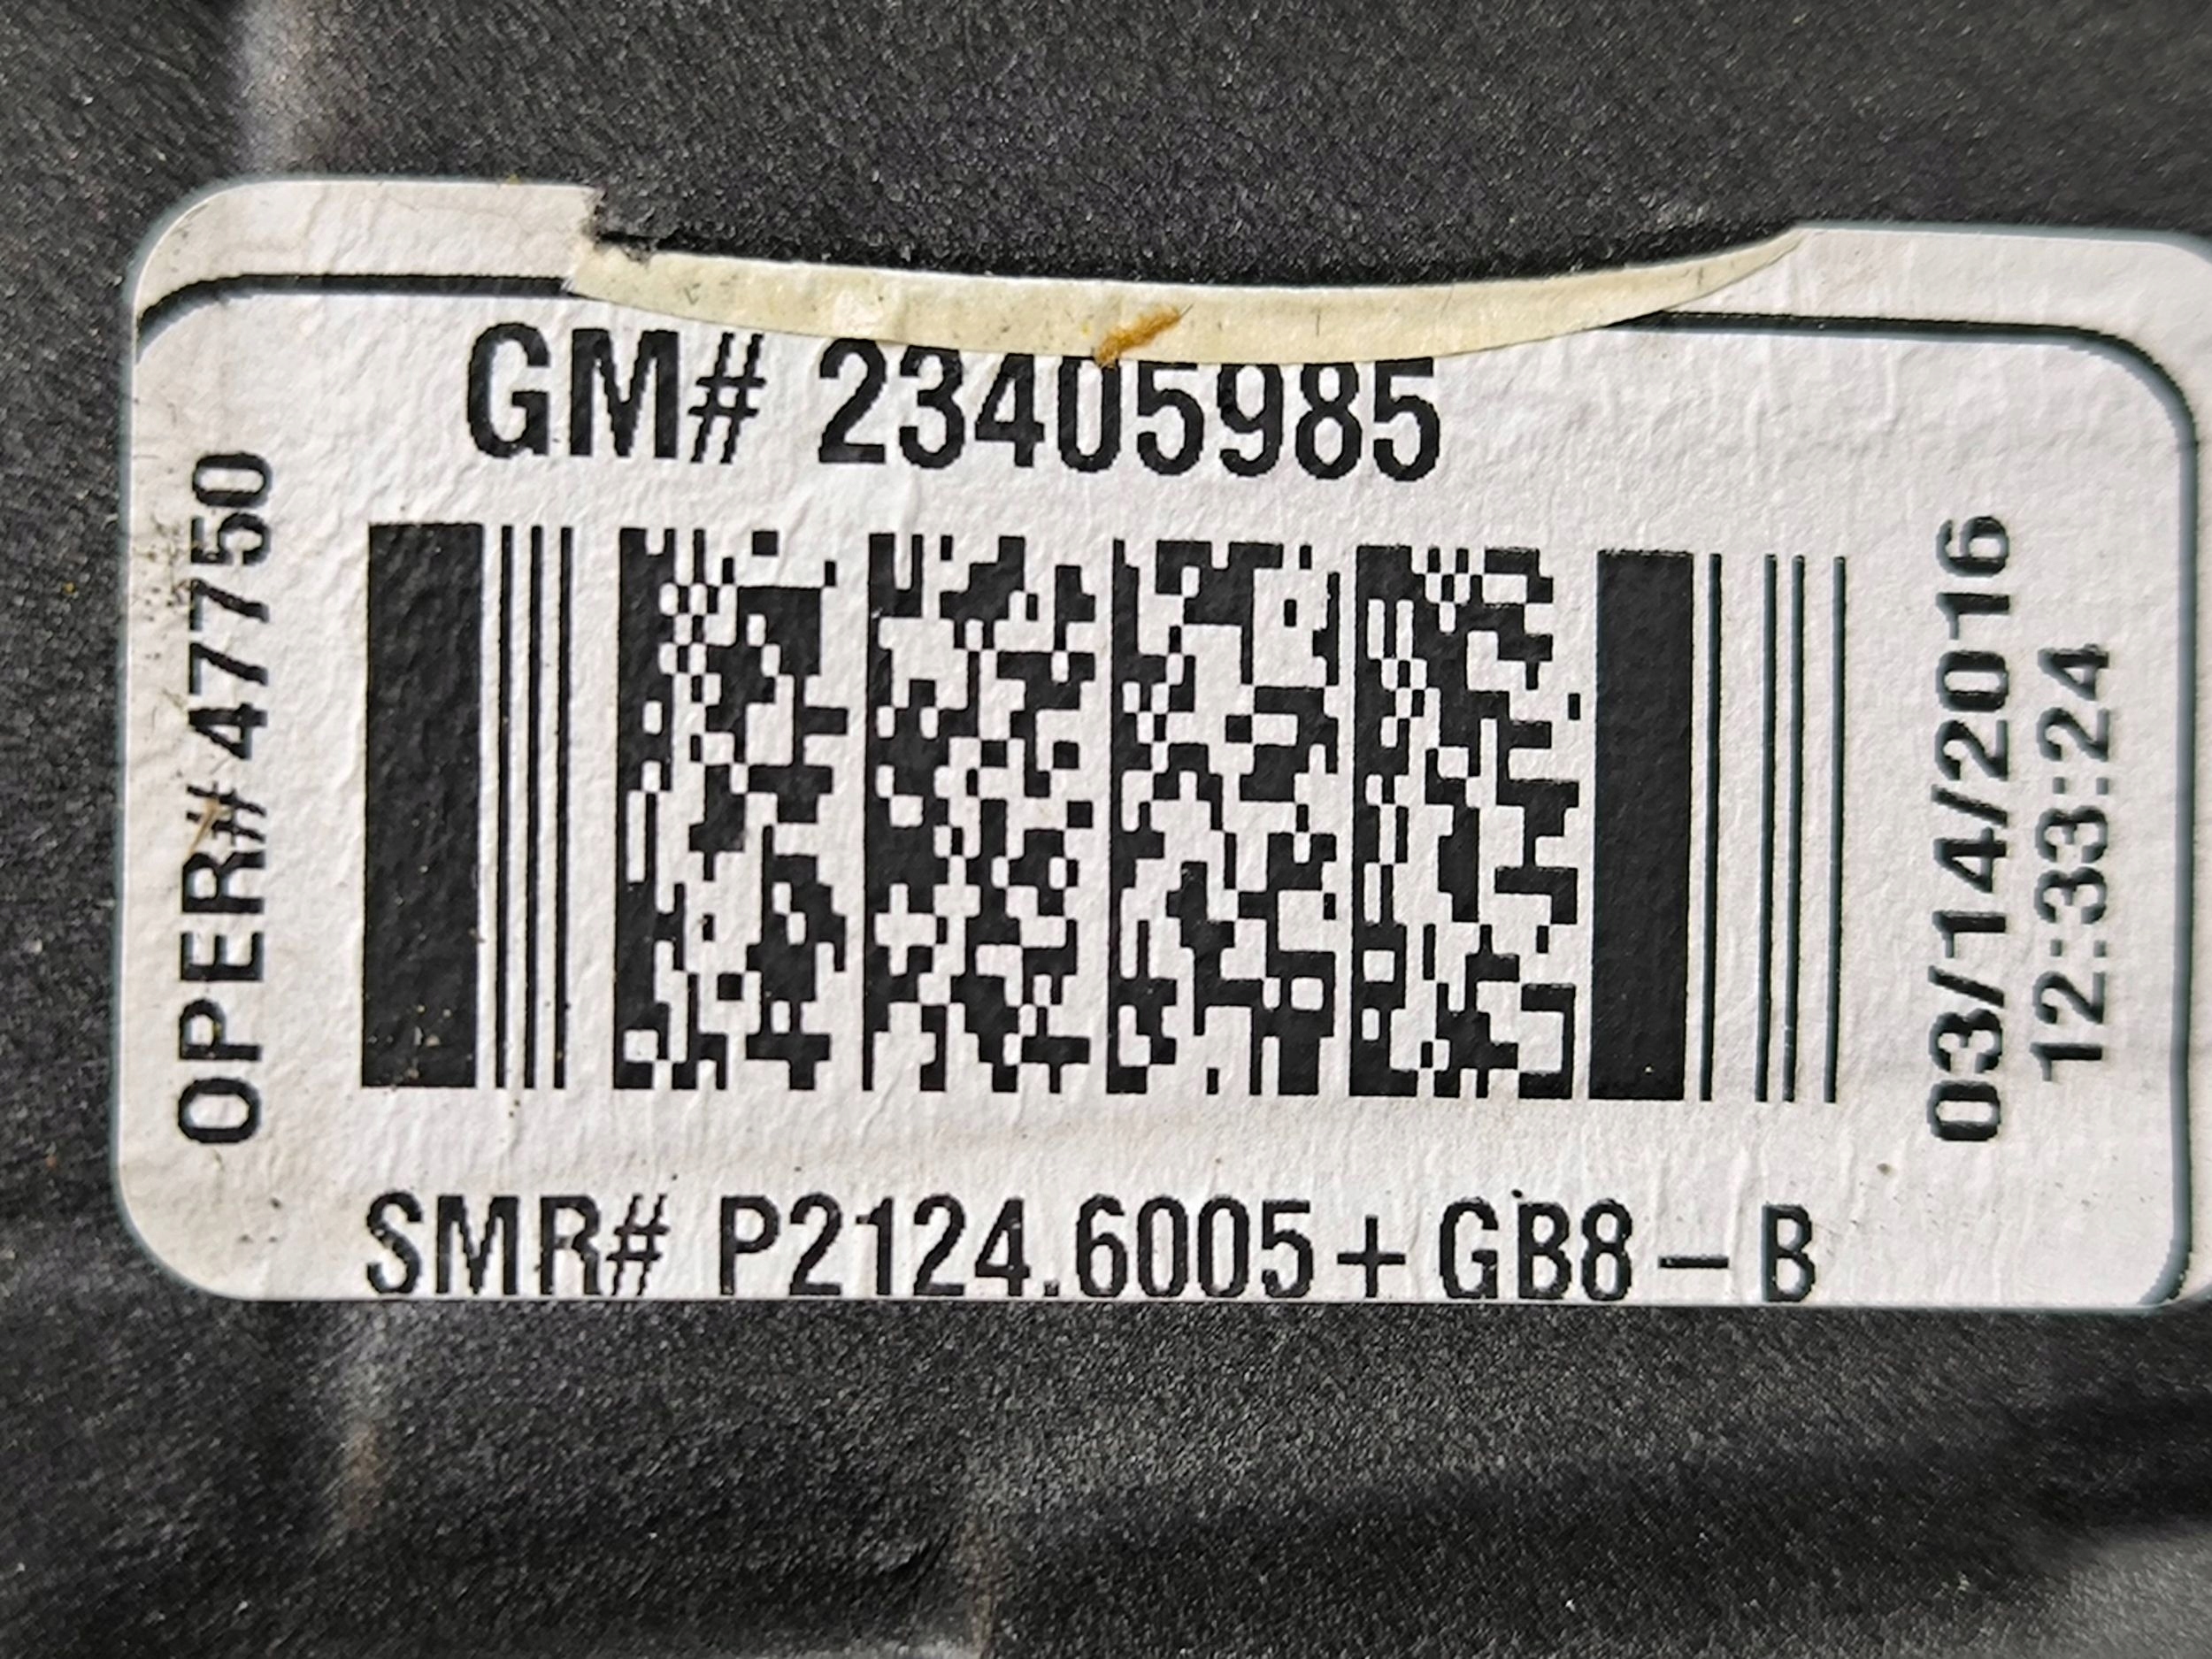 GM# 23405985
OPER# 47750
03/14/2016
12:33:24
SMR# P2124.6005+GB8-B